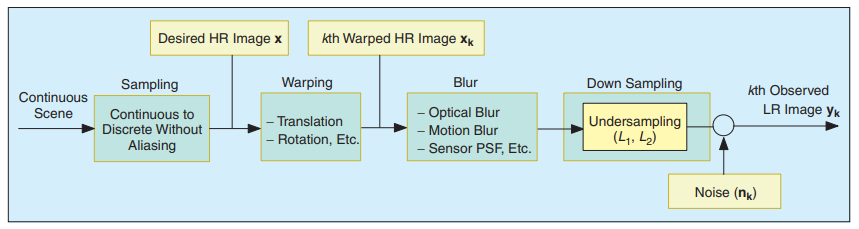 Desired HR Image x
kth Warped HR Image xk
Continuous
Scene
Sampling
Continuous to
Discrete Without
Aliasing
Warping
– Translation
– Rotation, Etc.
Blur
– Optical Blur
– Motion Blur
– Sensor PSF, Etc.
Down Sampling
Undersampling
(L1, L2)
kth Observed
LR Image yk
Noise (nk)